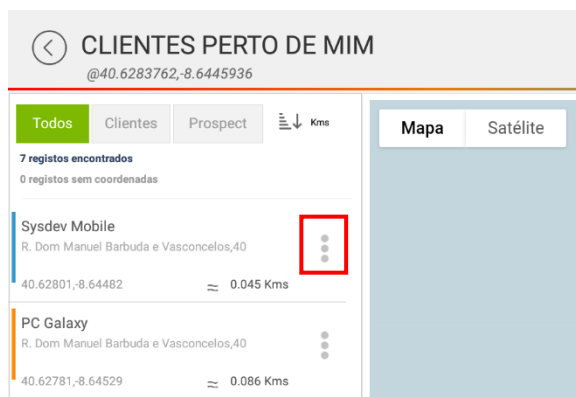 CLIENTES PERTO DE MIM
@40.6283762,-8.6445936
Todos Clientes Prospect Kms
7 registos encontrados
0 registos sem coordenadas
Sysdev Mobile
R. Dom Manuel Barbuda e Vasconcelos,40
40.62801,-8.64482 ≈ 0.045 Kms
PC Galaxy
R. Dom Manuel Barbuda e Vasconcelos,40
40.62781,-8.64529 ≈ 0.086 Kms
Mapa Satélite